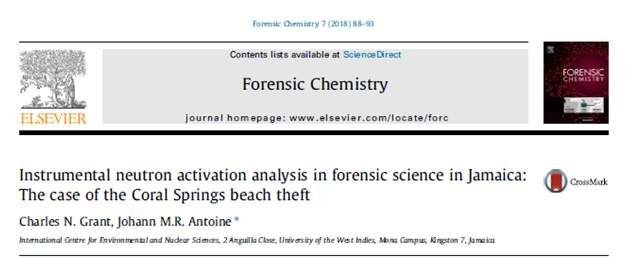 Forensic Chemistry 7 (2018) 88–93
Contents lists available at ScienceDirect
Forensic Chemistry
journal homepage: www.elsevier.com/locate/forc
ELSEVIER
FORENSIC
CHEMISTRY
Instrumental neutron activation analysis in forensic science in Jamaica:
The case of the Coral Springs beach theft
CrossMark
Charles N. Grant, Johann M.R. Antoine *
International Centre for Environmental and Nuclear Sciences, 2 Anguilla Close, University of the West Indies, Mona Campus, Kingston 7, Jamaica